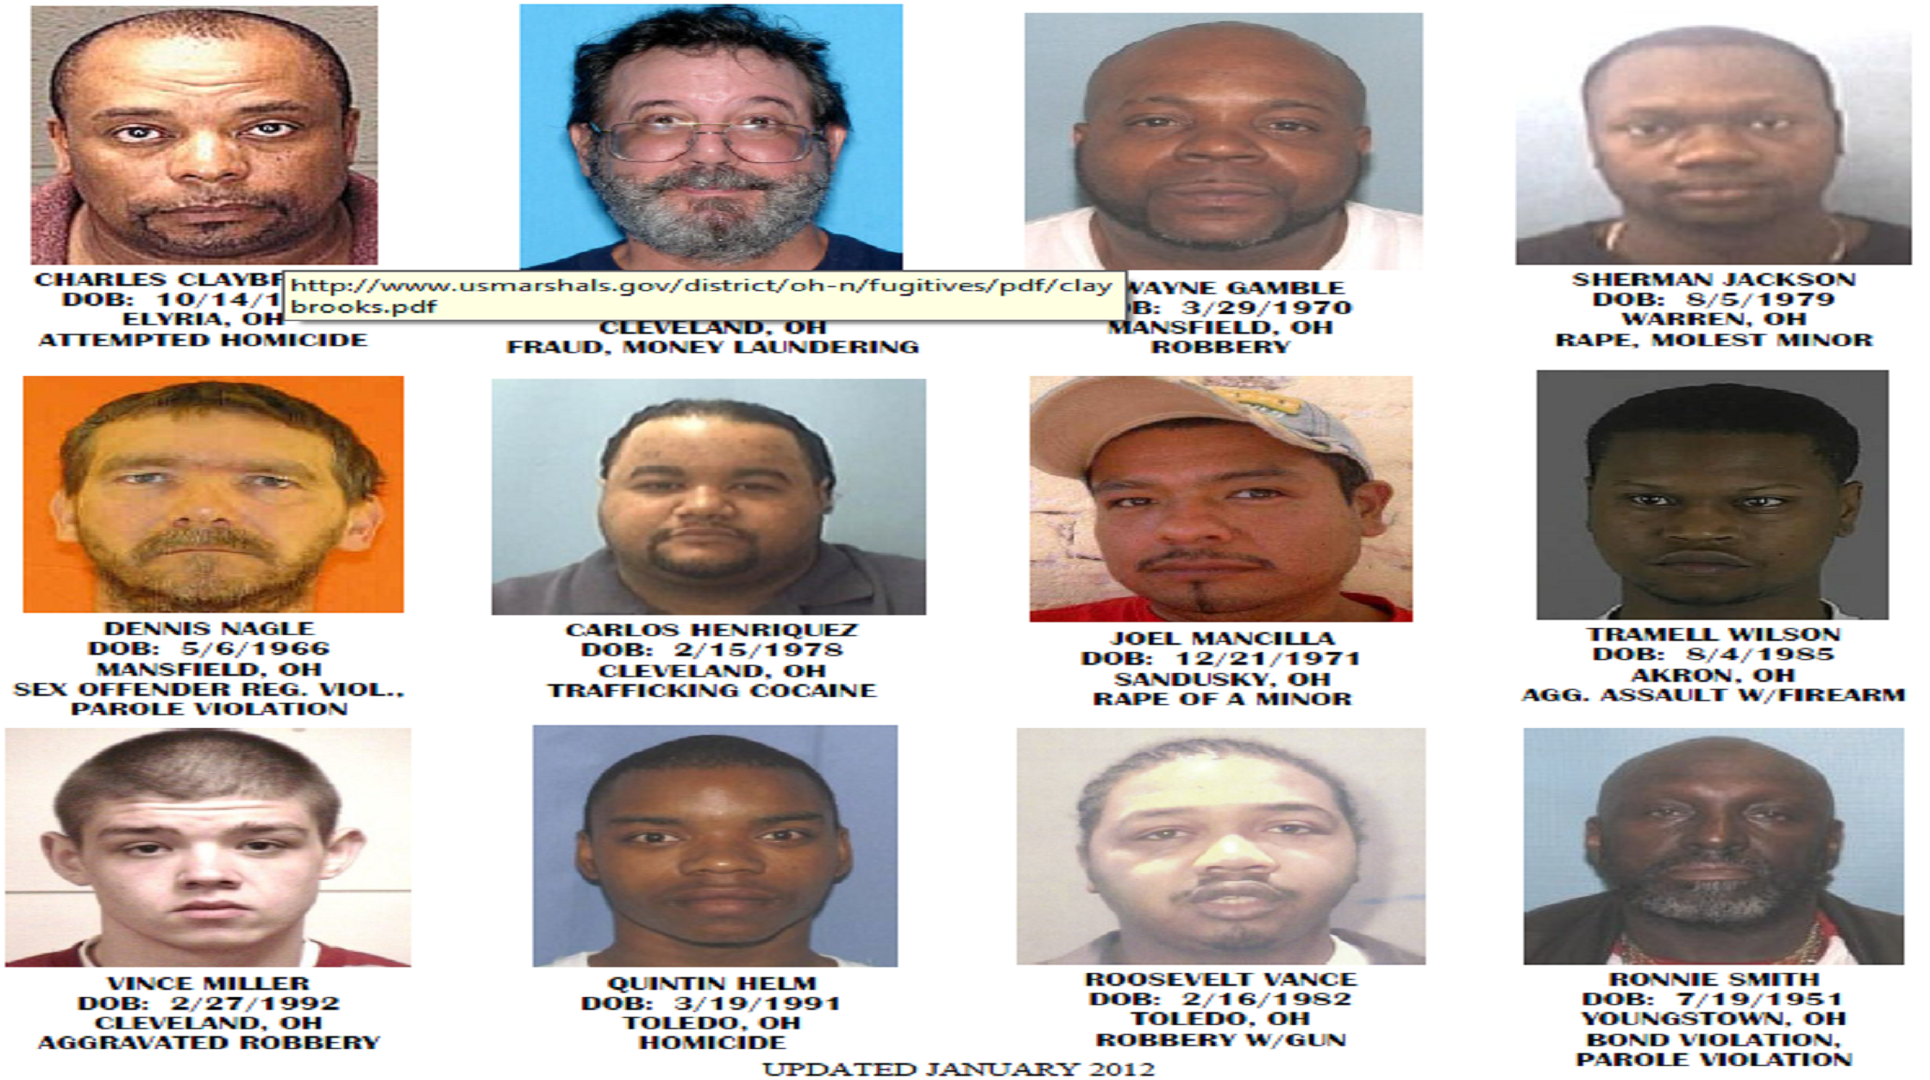 CHARLES CLAYBR
DOB: 10/14/1
ELYRIA, OH
ATTEMPTED HOMICIDE
http://www.usmarshals.gov/district/oh-n/fugitives/pdf/clay
brooks.pdf
CLEVELAND, OH
FRAUD, MONEY LAUNDERING
WAYNE GAMBLE
DB: 3/29/1970
MANSFIELD, OH
ROBBERY
SHERMAN JACKSON
DOB: 8/5/1979
WARREN, OH
RAPE, MOLEST MINOR
DENNIS NAGLE
DOB: 5/6/1966
MANSFIELD, OH
SEX OFFENDER REG. VIOL..,
PAROLE VIOLATION
CARLOS HENRIQUEZ
DOB: 2/15/1978
CLEVELAND, OH
TRAFFICKING COCAINE
JOEL MANCILLA
DOB: 12/21/1971
SANDUSKY, OH
RAPE OF A MINOR
TRAMELL WILSON
DOB: 8/4/1985
AKRON, OH
AGG. ASSAULT W/FIREARM
VINCE MILLER
DOB: 2/27/1992
CLEVELAND, OH
AGGRAVATED ROBBERY
QUINTIN HELM
DOB: 3/19/1991
TOLEDO, OH
HOMICIDE
ROOSEVELT VANCE
DOB: 2/16/1982
TOLEDO, OH
ROBBERY W/GUN
RONNIE SMITH
DOB: 7/19/1951
YOUNGSTOWN, OH
BOND VIOLATION,
PAROLE VIOLATION
UPDATED JANUARY 2012